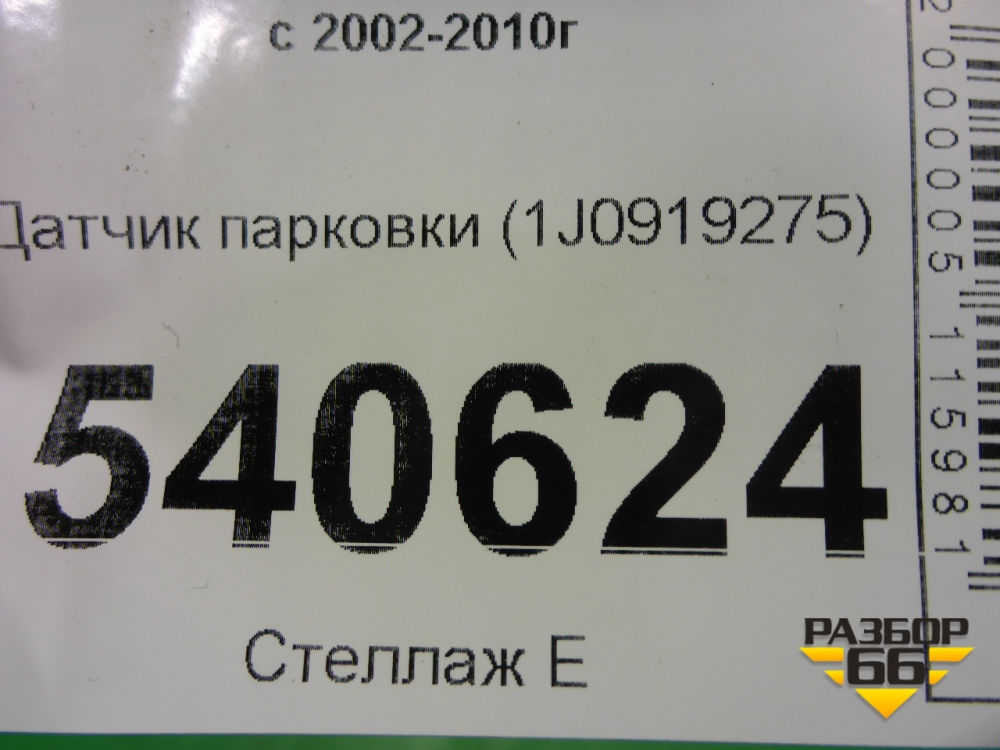 с 2002-2010г
Датчик парковки (1J0919275)
540624
Стеллаж Е
2000005115981
РАЗБОР
66